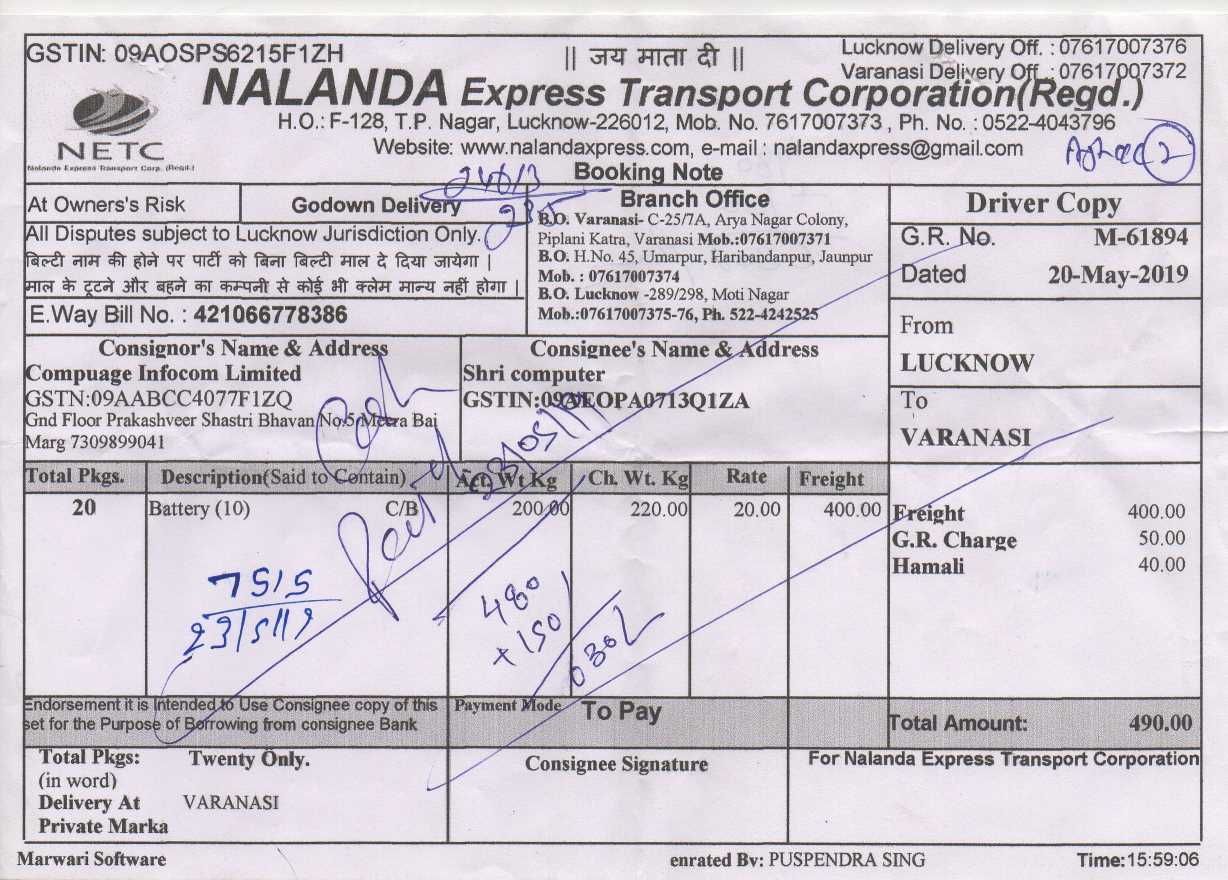 GSTIN: 09AOSPS6215F1ZH
|| जय माता दी ||
Lucknow Delivery Off. : 07617007376
Varanasi Delivery Off. : 07617007372
NALANDA Express Transport Corporation(Regd.)
H.O.: F-128, T.P. Nagar, Lucknow-226012, Mob. No. 7617007373 , Ph. No. : 0522-4043796
Website: www.nalandaxpress.com, e-mail : nalandaxpress@gmail.com
NETC
Nalanda Express Transport Corp. (Regd.)
2
Booking Note
At Owners's Risk
Godown Delivery
235
All Disputes subject to Lucknow Jurisdiction Only.
बिल्टी नाम की होने पर पार्टी को बिना बिल्टी माल दे दिया जायेगा |
माल के टूटने और बहने का कम्पनी से कोई भी क्लेम मान्य नहीं होगा |
E.Way Bill No. : 421066778386
Branch Office
B.O. Varanasi- C-25/7A, Arya Nagar Colony,
Piplani Katra, Varanasi Mob.:07617007371
B.O. H.No. 45, Umarpur, Haribandanpur, Jaunpur
Mob. : 07617007374
B.O. Lucknow -289/298, Moti Nagar
Mob.:07617007375-76, Ph. 522-4242525
Driver Copy
G.R. No. M-61894
Dated 20-May-2019
From
LUCKNOW
To
VARANASI
Consignor's Name & Address
Compuage Infocom Limited
GSTN:09AABCC4077F1ZQ
Gnd Floor Prakashveer Shastri Bhavan No.5 Meera Bai
Marg 7309899041
Consignee's Name & Address
Shri computer
GSTIN:09AEOPA0713Q1ZA
23/05/19
Total Pkgs. Description(Said to Contain) Act. Wt Kg Ch. Wt. Kg Rate Freight
20 Battery (10) C/B 200.00 220.00 20.00 400.00
Freight 400.00
G.R. Charge 50.00
Hamali 40.00
7515
23/5/19
480
+150
Endorsement it is Intended to Use Consignee copy of this
set for the Purpose of Borrowing from consignee Bank
Payment Mode To Pay
Total Amount: 490.00
Total Pkgs: Twenty Only.
(in word)
Delivery At VARANASI
Private Marka
Consignee Signature
For Nalanda Express Transport Corporation
Marwari Software
enrated By: PUSPENDRA SING
Time:15:59:06